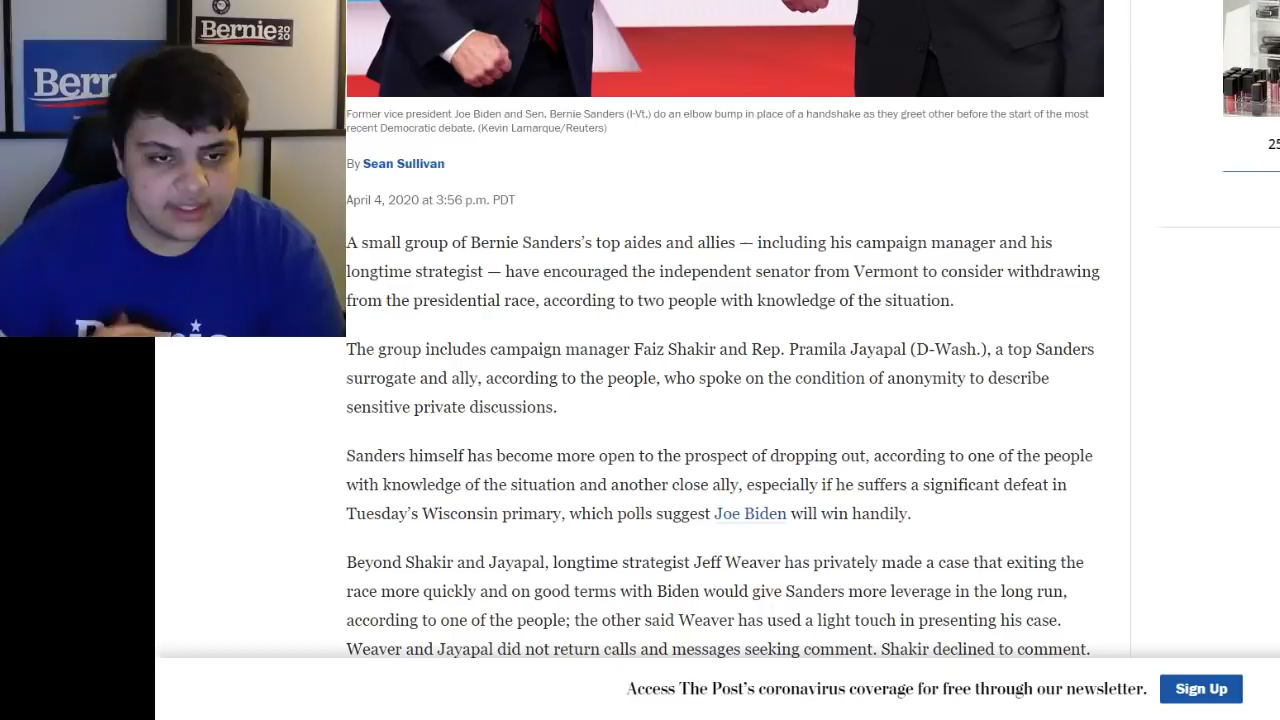 Bernie 2020
Bern
Former vice president Joe Biden and Sen. Bernie Sanders (I-Vt.) do an elbow bump in place of a handshake as they greet other before the start of the most
recent Democratic debate. (Kevin Lamarque/Reuters)
By Sean Sullivan
April 4, 2020 at 3:56 p.m. PDT
A small group of Bernie Sanders’s top aides and allies — including his campaign manager and his
longtime strategist — have encouraged the independent senator from Vermont to consider withdrawing
from the presidential race, according to two people with knowledge of the situation.
The group includes campaign manager Faiz Shakir and Rep. Pramila Jayapal (D-Wash.), a top Sanders
surrogate and ally, according to the people, who spoke on the condition of anonymity to describe
sensitive private discussions.
Sanders himself has become more open to the prospect of dropping out, according to one of the people
with knowledge of the situation and another close ally, especially if he suffers a significant defeat in
Tuesday’s Wisconsin primary, which polls suggest Joe Biden will win handily.
Beyond Shakir and Jayapal, longtime strategist Jeff Weaver has privately made a case that exiting the
race more quickly and on good terms with Biden would give Sanders more leverage in the long run,
according to one of the people; the other said Weaver has used a light touch in presenting his case.
Weaver and Jayapal did not return calls and messages seeking comment. Shakir declined to comment.
Access The Post’s coronavirus coverage for free through our newsletter.
Sign Up
25